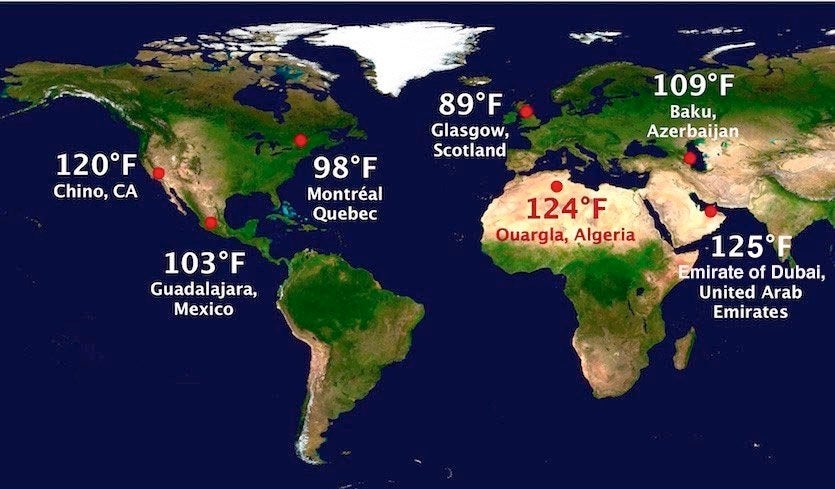 120°F
Chino, CA
98°F
Montréal
Quebec
103°F
Guadalajara,
Mexico
89°F
Glasgow,
Scotland
109°F
Baku,
Azerbaijan
124°F
Ouargla, Algeria
125°F
Emirate of Dubai,
United Arab
Emirates